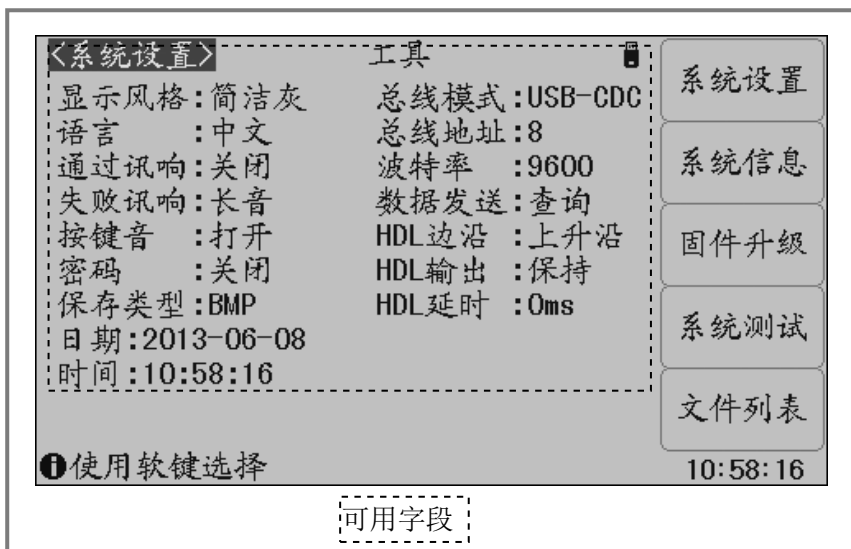 <系统设置> 工具
显示风格:简洁灰 总线模式:USB-CDC
语言 :中文 总线地址:8
通过讯响:关闭 波特率 :9600
失败讯响:长音 数据发送:查询
按键音 :打开 HDL边沿 :上升沿
密码 :关闭 HDL输出 :保持
保存类型:BMP HDL延时 :0ms
日期:2013-06-08
时间:10:58:16
系统设置
系统信息
固件升级
系统测试
文件列表
使用软键选择
10:58:16
可用字段